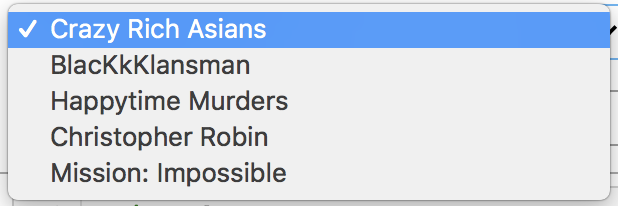 ✓ Crazy Rich Asians
BlacKkKlansman
Happytime Murders
Christopher Robin
Mission: Impossible